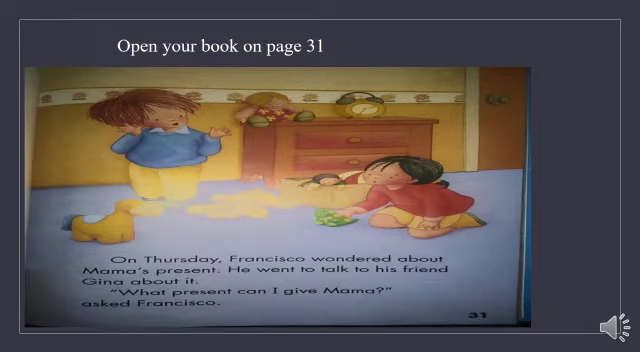 Open your book on page 31
On Thursday, Francisco wondered about
Mama's present. He went to talk to his friend
Gina about it.
"What present can I give Mama?"
asked Francisco.
31